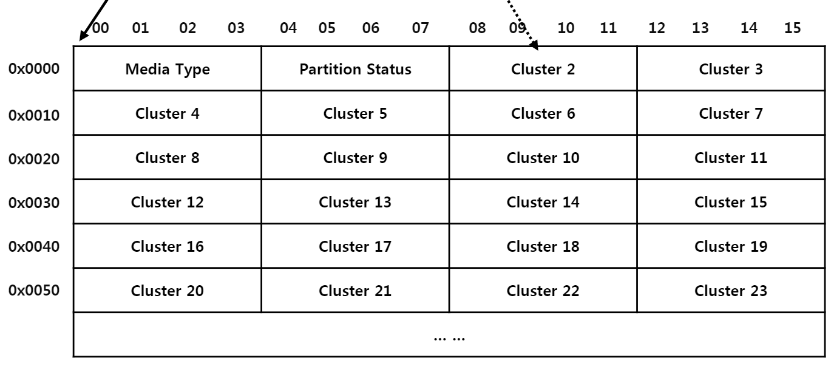 00 01 02 03 04 05 06 07 08 09 10 11 12 13 14 15
0x0000 Media Type Partition Status Cluster 2 Cluster 3
0x0010 Cluster 4 Cluster 5 Cluster 6 Cluster 7
0x0020 Cluster 8 Cluster 9 Cluster 10 Cluster 11
0x0030 Cluster 12 Cluster 13 Cluster 14 Cluster 15
0x0040 Cluster 16 Cluster 17 Cluster 18 Cluster 19
0x0050 Cluster 20 Cluster 21 Cluster 22 Cluster 23
... ...